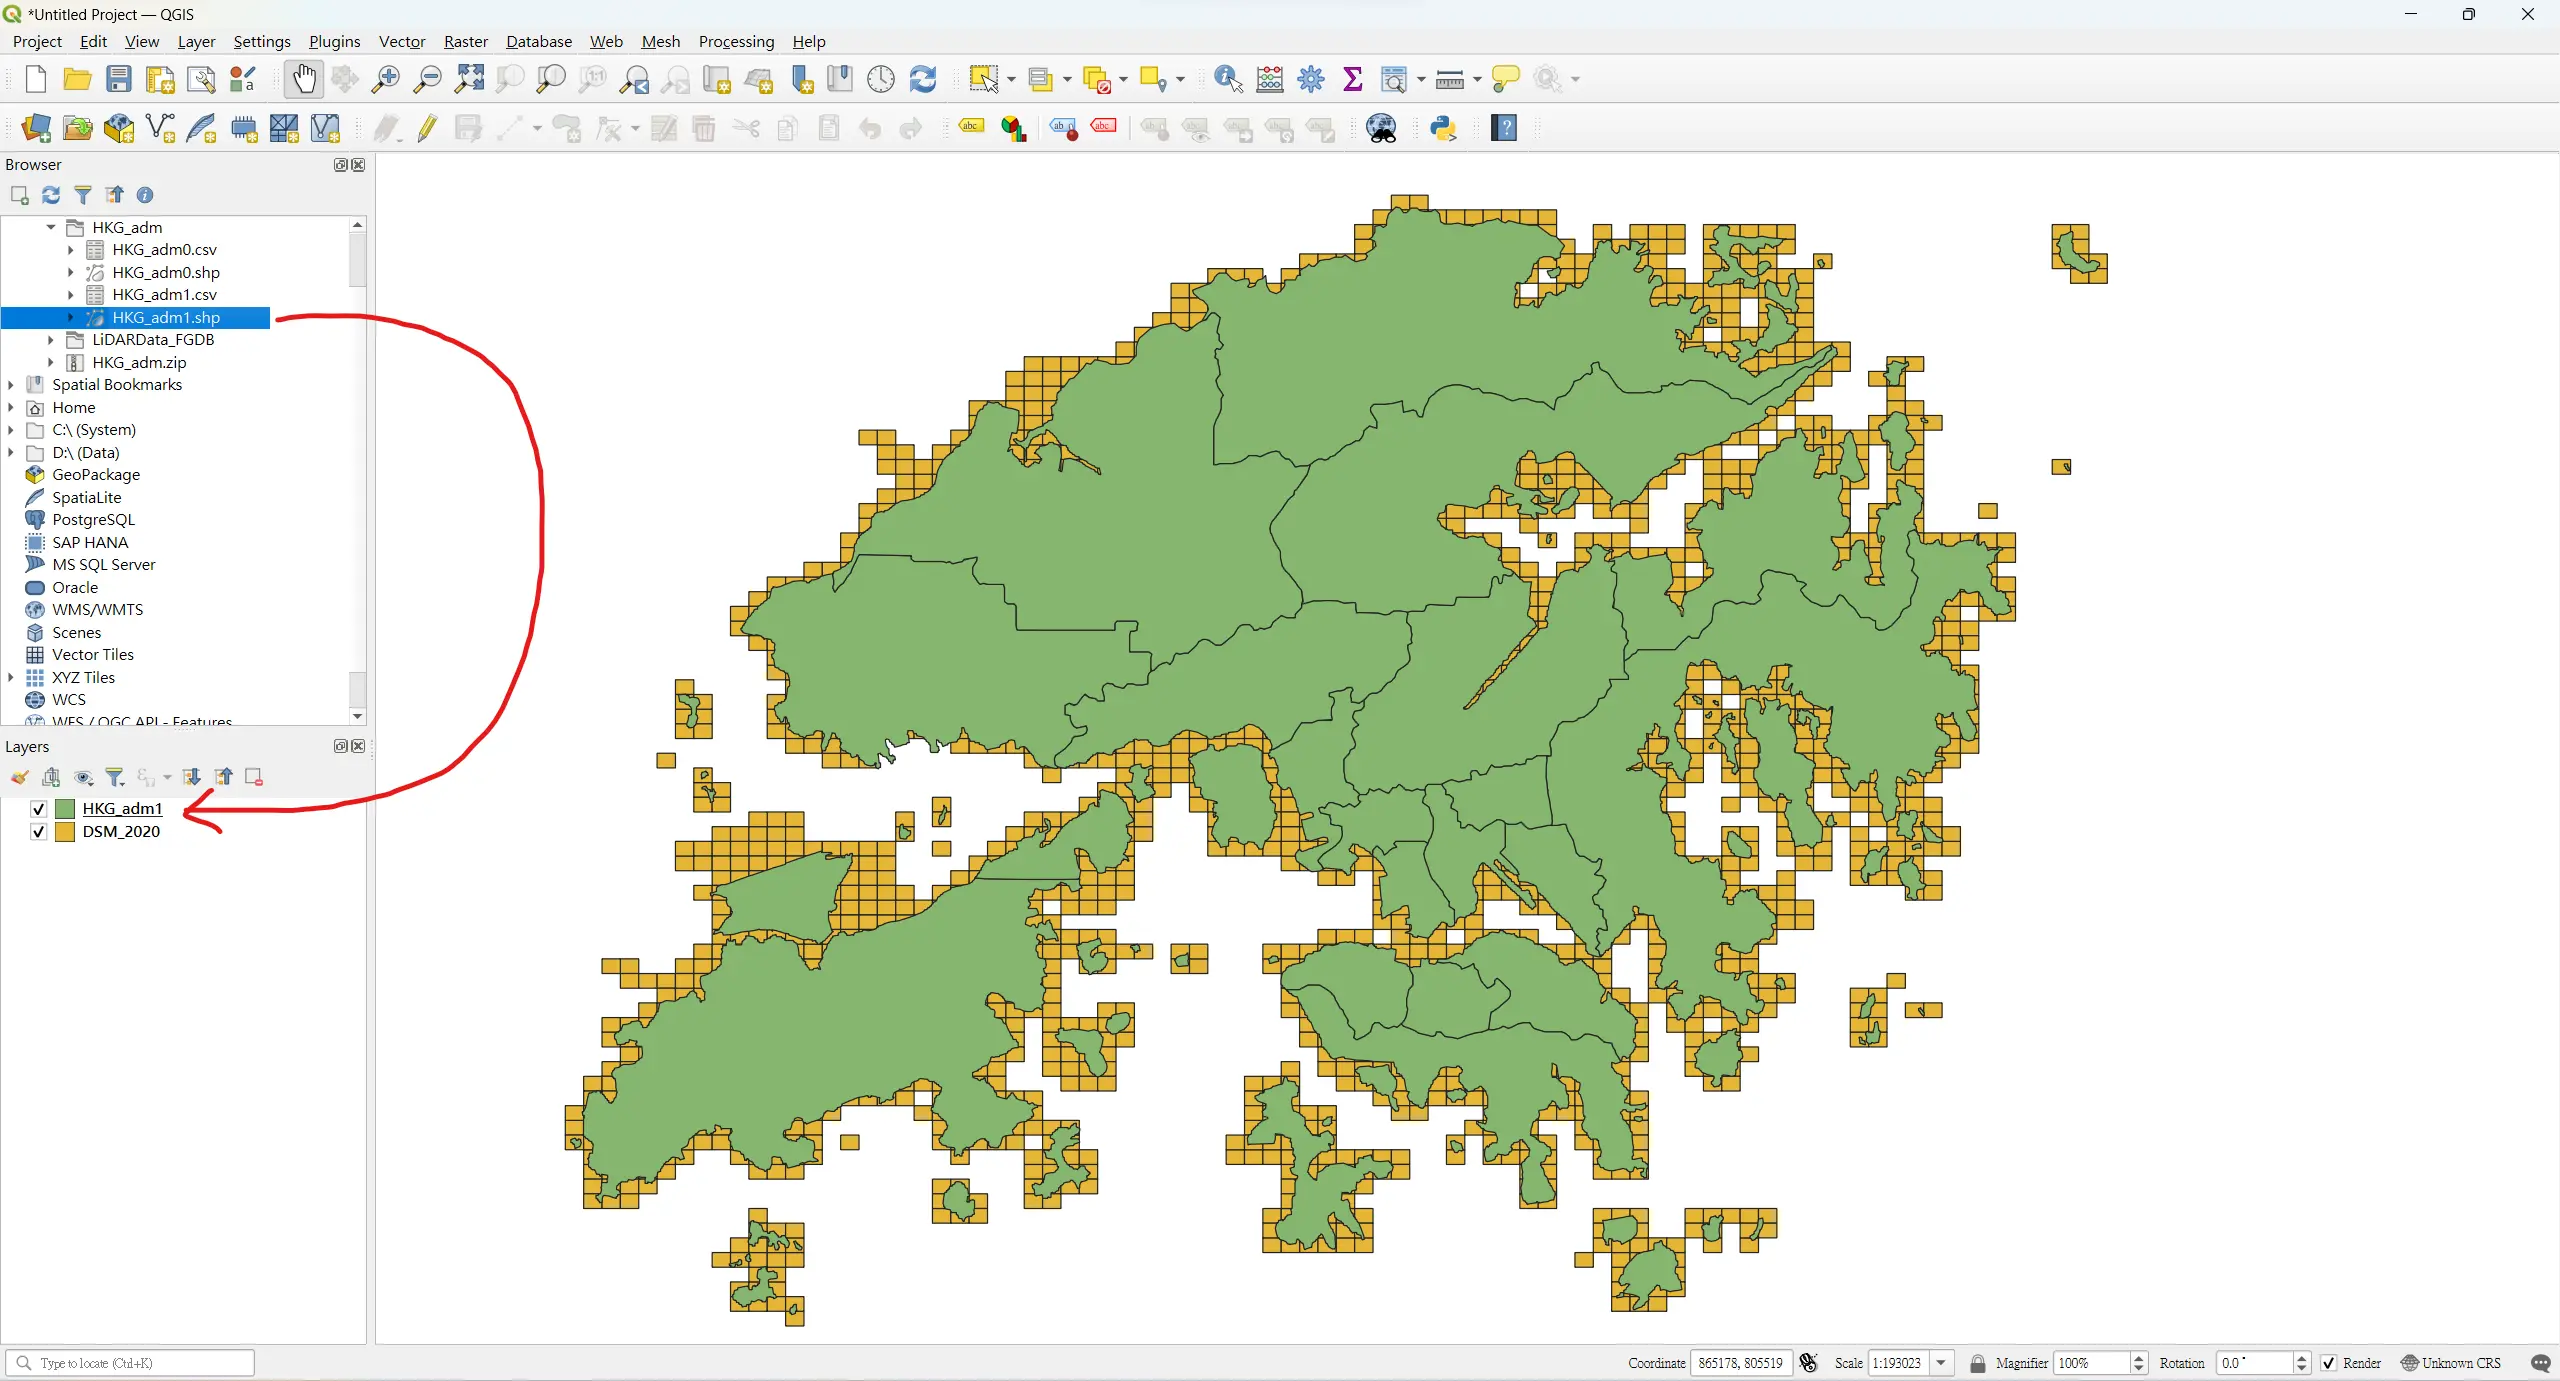 *Untitled Project — QGIS
Project Edit View Layer Settings Plugins Vector Raster Database Web Mesh Processing Help
Browser
HKG_adm
HKG_adm0.csv
HKG_adm0.shp
HKG_adm1.csv
HKG_adm1.shp
LiDARData_FGDB
HKG_adm.zip
Spatial Bookmarks
Home
C:\ (System)
D:\ (Data)
GeoPackage
SpatiaLite
PostgreSQL
SAP HANA
MS SQL Server
Oracle
WMS/WMTS
Scenes
Vector Tiles
XYZ Tiles
WCS
WFS / OGC API - Features
Layers
HKG_adm1
DSM_2020
Type to locate (Ctrl+K)
Coordinate 865178, 805519 Scale 1:193023 Magnifier 100% Rotation 0.0 ° Render Unknown CRS